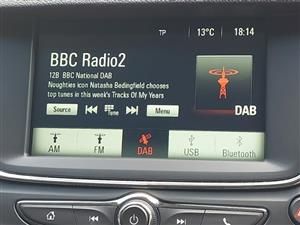 TP 13°C 18:14
BBC Radio2
12B BBC National DAB
Noughties icon Natasha Bedingfield chooses
top tunes in this week's Tracks Of My Years
Source Tune Menu
DAB
AM FM DAB USB Bluetooth